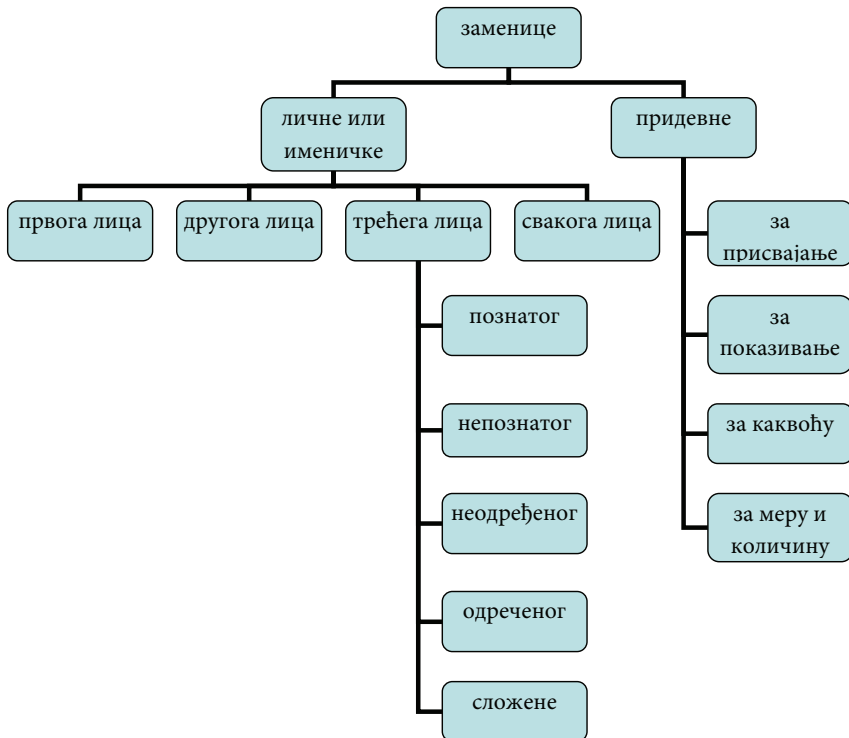 заменице
личне или
именичке
придевне
првога лица
другога лица
трећега лица
свакога лица
за
присвајање
познатог
за
показивање
непознатог
за каквоћу
неодређеног
за меру и
количину
одреченог
сложене